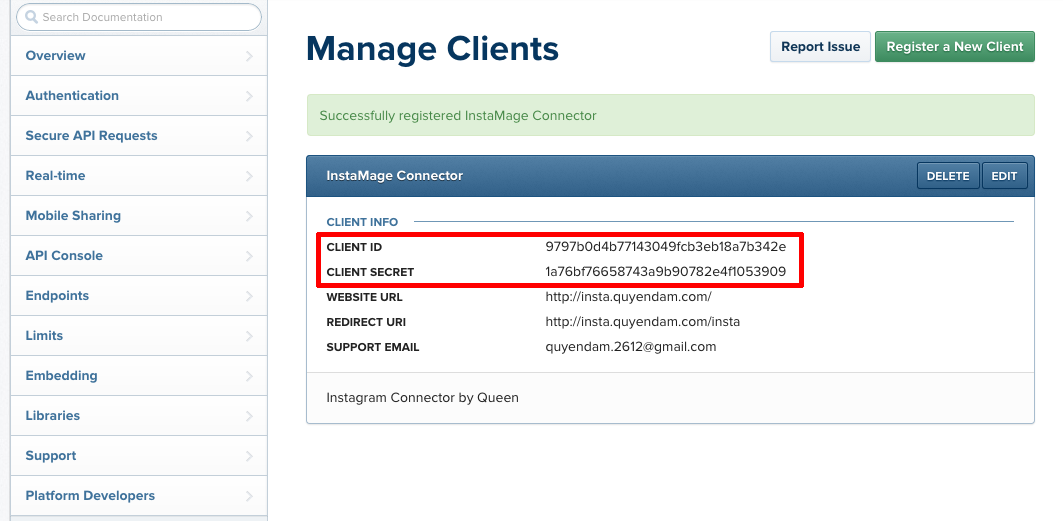 Search Documentation
Overview
Authentication
Secure API Requests
Real-time
Mobile Sharing
API Console
Endpoints
Limits
Embedding
Libraries
Support
Platform Developers
Manage Clients
Report Issue
Register a New Client
Successfully registered InstaMage Connector
InstaMage Connector
DELETE
EDIT
CLIENT INFO
CLIENT ID 9797b0d4b77143049fcb3eb18a7b342e
CLIENT SECRET 1a76bf76658743a9b90782e4f1053909
WEBSITE URL http://insta.quyendam.com/
REDIRECT URI http://insta.quyendam.com/insta
SUPPORT EMAIL quyendam.2612@gmail.com
Instagram Connector by Queen